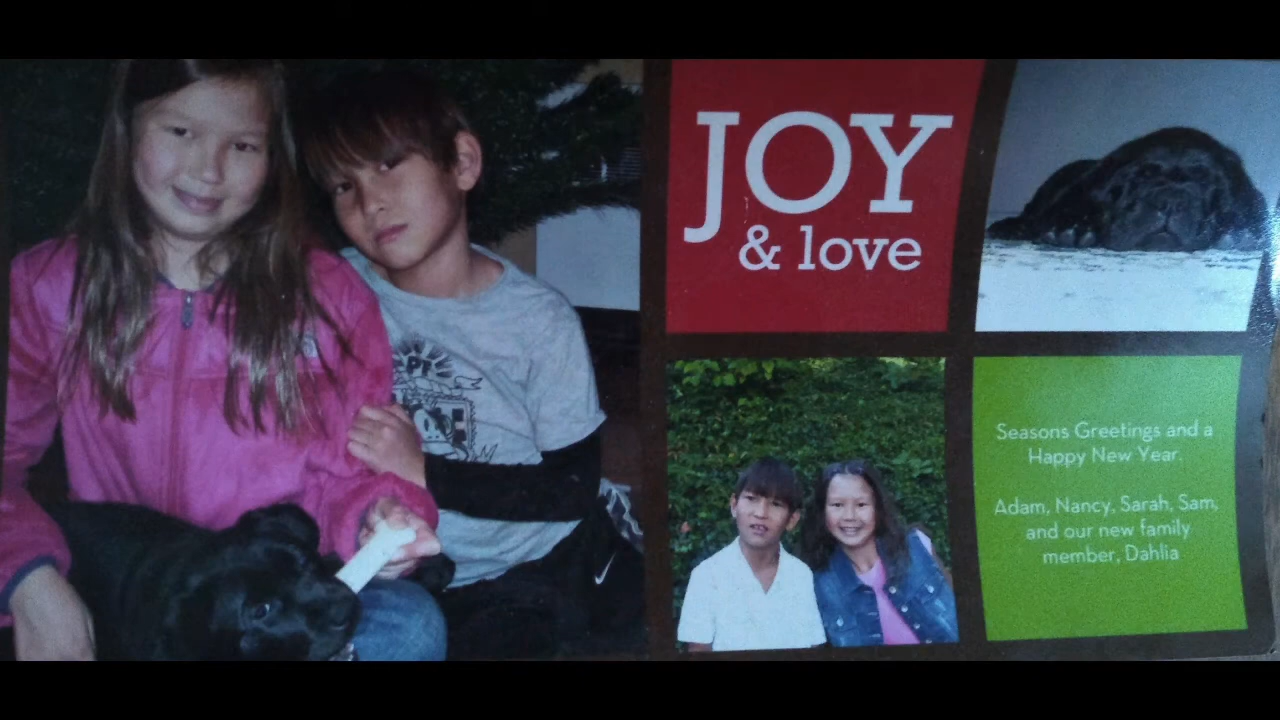 JOY
& love
Seasons Greetings and a
Happy New Year.
Adam, Nancy, Sarah, Sam,
and our new family
member, Dahlia